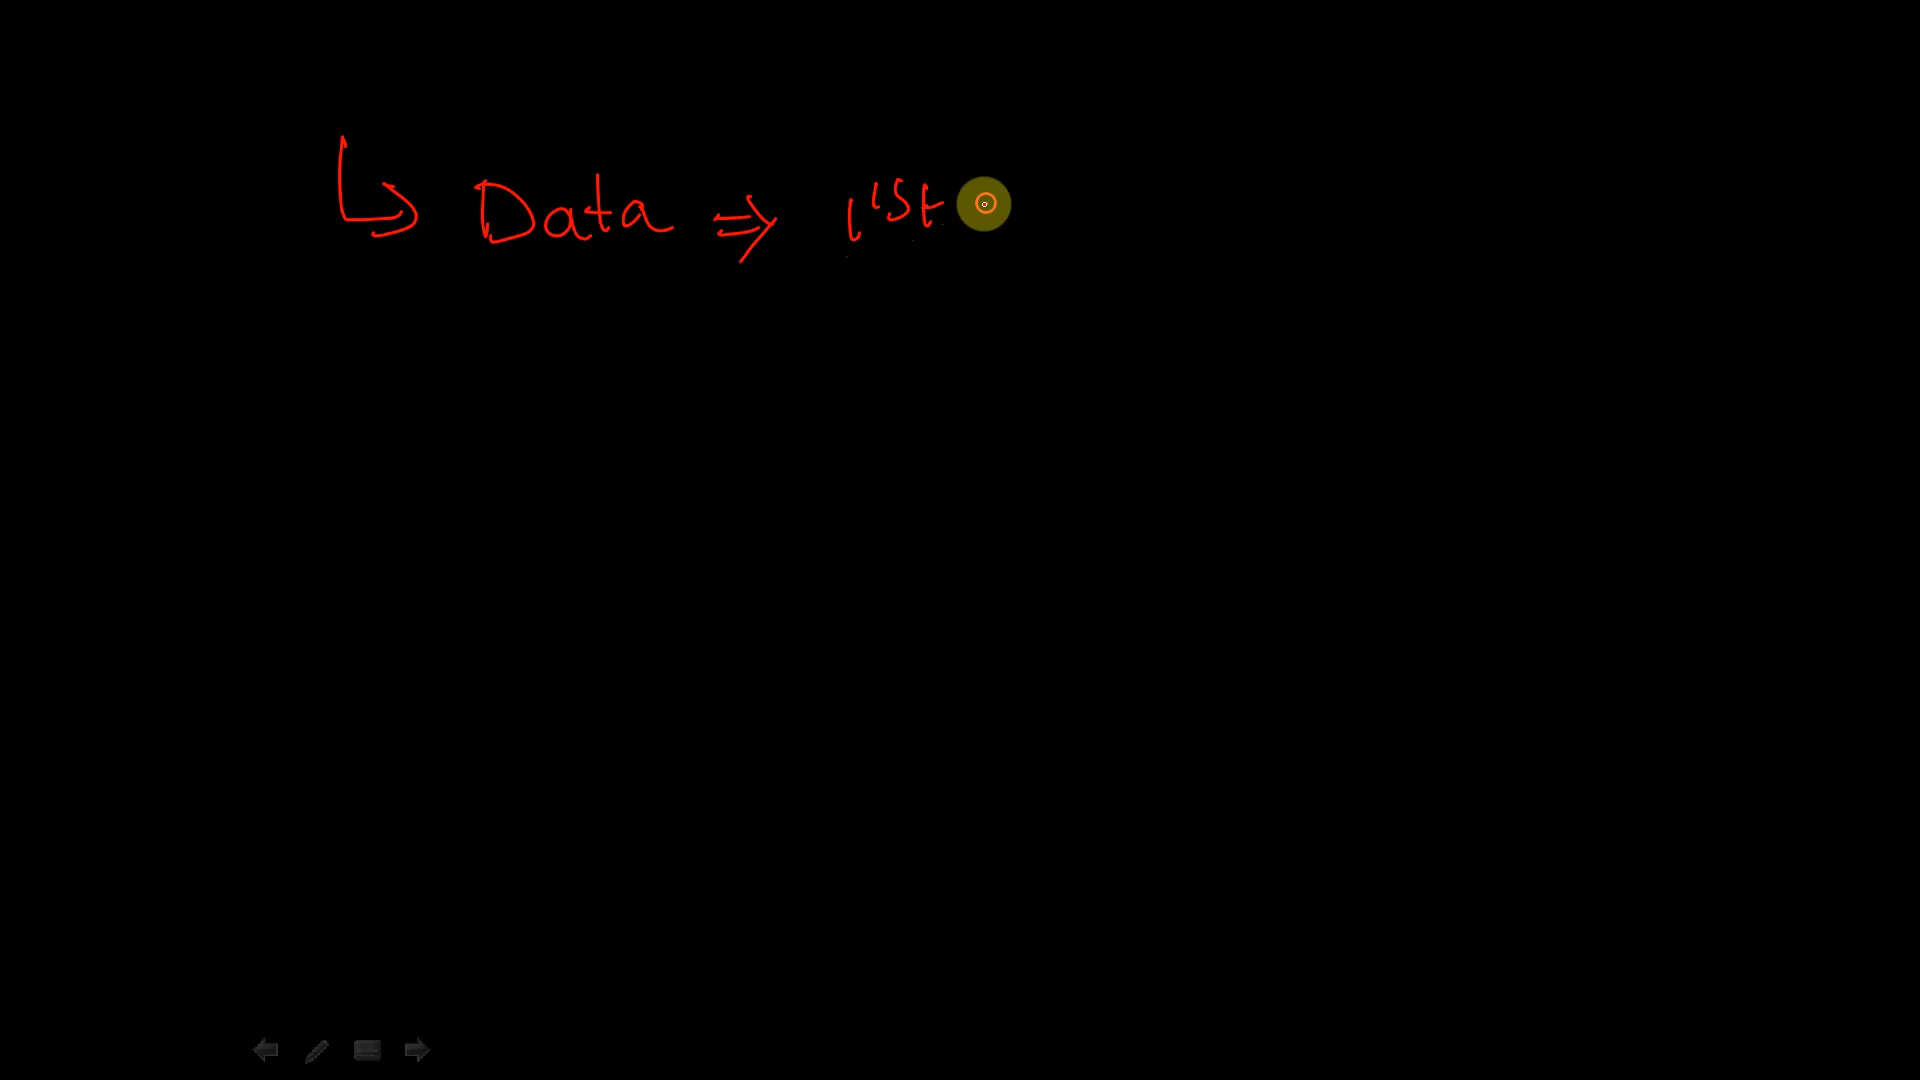 ↳ Data ⇒ list